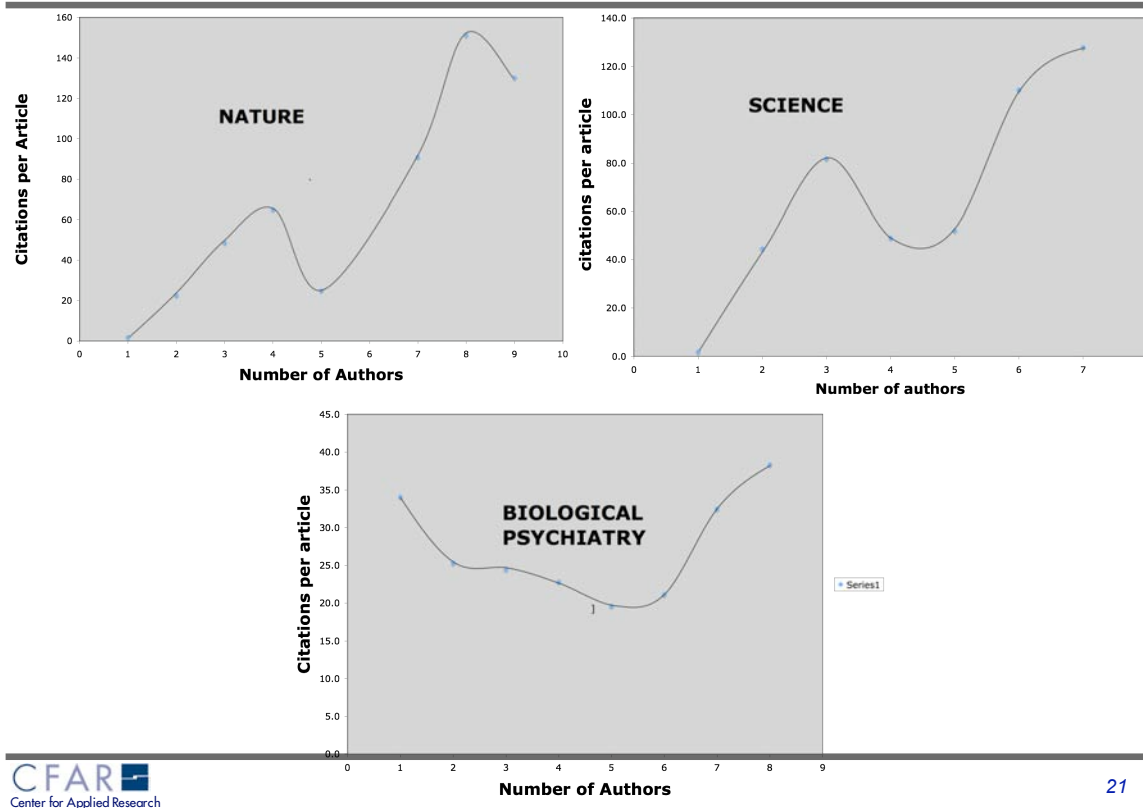 160
140
120
100
80
60
40
20
0
Citations per Article
NATURE
0 1 2 3 4 5 6 7 8 9 10
Number of Authors
140.0
120.0
100.0
80.0
60.0
40.0
20.0
0.0
citations per article
SCIENCE
0 1 2 3 4 5 6 7
Number of authors
45.0
40.0
35.0
30.0
25.0
20.0
15.0
10.0
5.0
0.0
Citations per article
BIOLOGICAL
PSYCHIATRY
]
Series1
0 1 2 3 4 5 6 7 8 9
Number of Authors
CFAR
Center for Applied Research
21